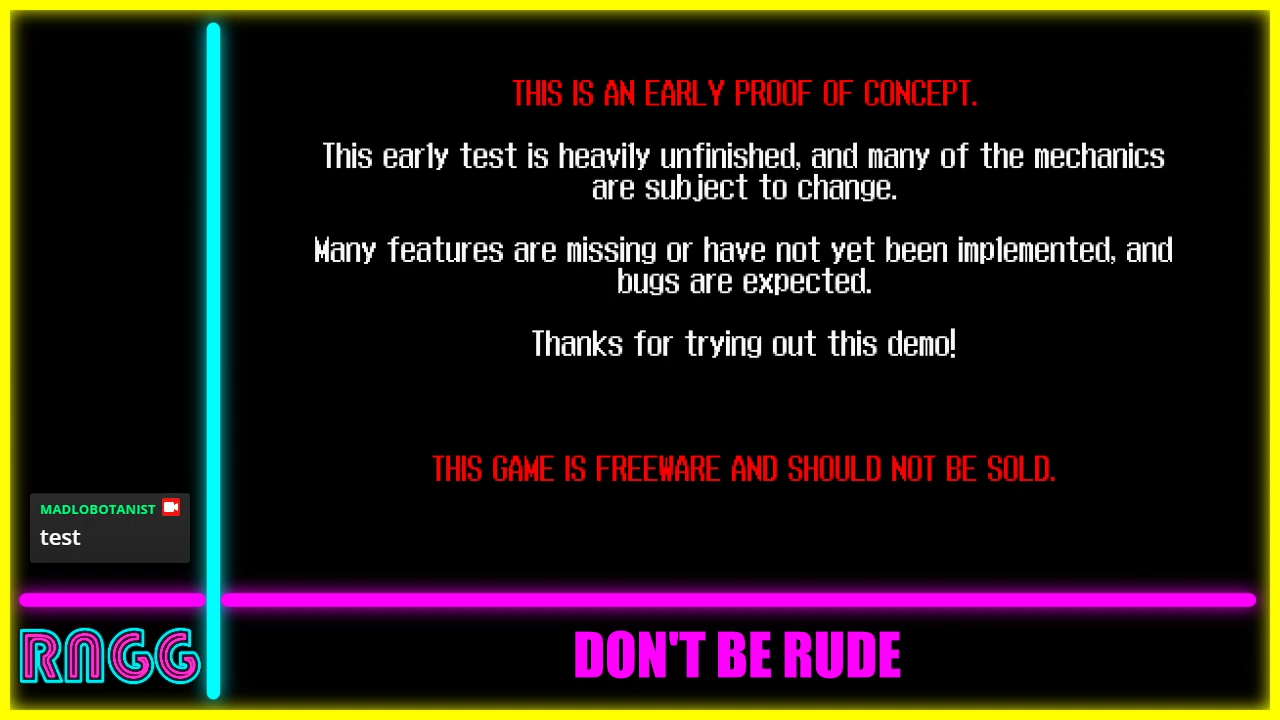 THIS IS AN EARLY PROOF OF CONCEPT.
This early test is heavily unfinished, and many of the mechanics
are subject to change.
Many features are missing or have not yet been implemented, and
bugs are expected.
Thanks for trying out this demo!
THIS GAME IS FREEWARE AND SHOULD NOT BE SOLD.
MADLOBOTANIST
test
RNGG
DON'T BE RUDE